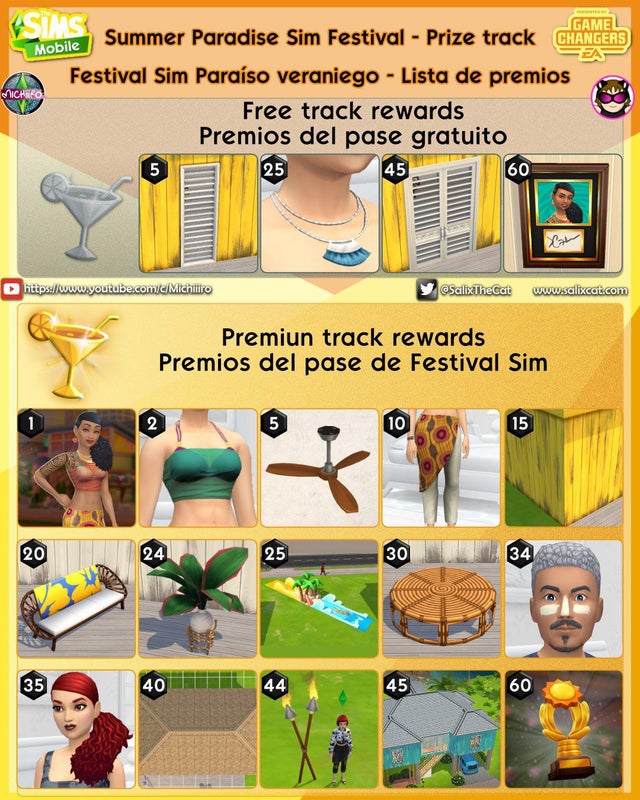 THE SIMS
Mobile
Summer Paradise Sim Festival - Prize track
PRESENTED BY
GAME
CHANGERS
EA
Festival Sim Paraíso veraniego - Lista de premios
MICHIIRO
Free track rewards
Premios del pase gratuito
5
25
45
60
https://www.youtube.com/c/Michiiiro
@SalixTheCat
www.salixcat.com
Premiun track rewards
Premios del pase de Festival Sim
1
2
5
10
15
20
24
25
30
34
35
40
44
45
60